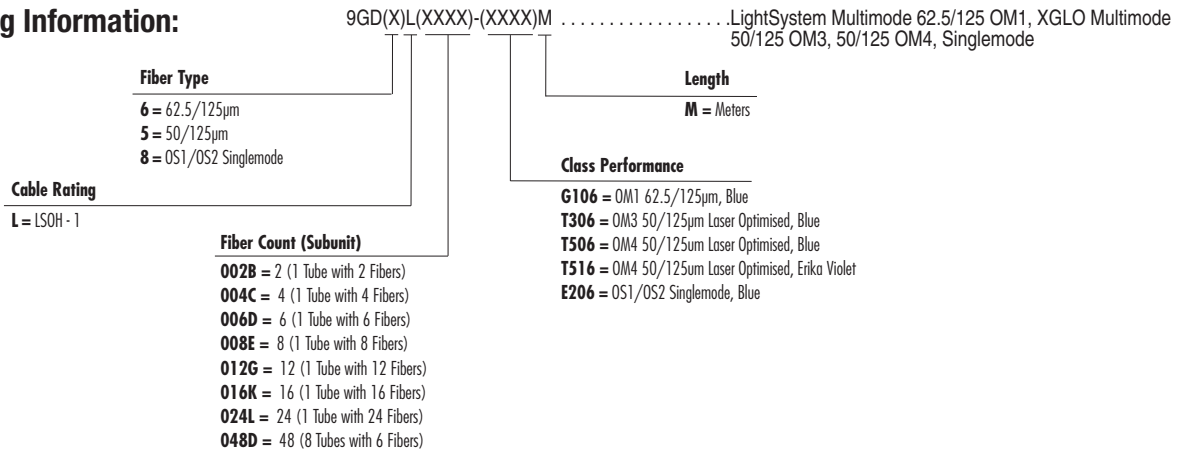 g Information:
9GD(X)L(XXXX)-(XXXX)M . . . . . . . . . . . . . . . . . .LightSystem Multimode 62.5/125 OM1, XGLO Multimode
50/125 OM3, 50/125 OM4, Singlemode
Fiber Type
6 = 62.5/125µm
5 = 50/125µm
8 = OS1/OS2 Singlemode
Length
M = Meters
Cable Rating
L = LSOH - 1
Class Performance
G106 = OM1 62.5/125µm, Blue
T306 = OM3 50/125µm Laser Optimised, Blue
T506 = OM4 50/125um Laser Optimised, Blue
T516 = OM4 50/125um Laser Optimised, Erika Violet
E206 = OS1/OS2 Singlemode, Blue
Fiber Count (Subunit)
002B = 2 (1 Tube with 2 Fibers)
004C = 4 (1 Tube with 4 Fibers)
006D = 6 (1 Tube with 6 Fibers)
008E = 8 (1 Tube with 8 Fibers)
012G = 12 (1 Tube with 12 Fibers)
016K = 16 (1 Tube with 16 Fibers)
024L = 24 (1 Tube with 24 Fibers)
048D = 48 (8 Tubes with 6 Fibers)